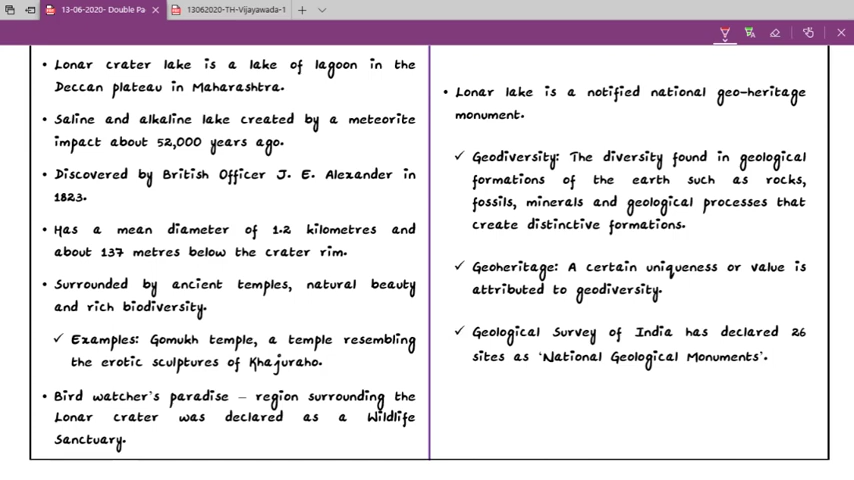 13-06-2020- Double Pa
13062020-TH-Vijayawada-1
• Lonar crater lake is a lake of lagoon in the
Deccan plateau in Maharashtra.
• Saline and alkaline lake created by a meteorite
impact about 52,000 years ago.
• Discovered by British Officer J. E. Alexander in
1823.
• Has a mean diameter of 1.2 kilometres and
about 137 metres below the crater rim.
• Surrounded by ancient temples, natural beauty
and rich biodiversity.
✓ Examples: Gomukh temple, a temple resembling
the erotic sculptures of Khajuraho.
• Bird watcher's paradise – region surrounding the
Lonar crater was declared as a Wildlife
Sanctuary.
• Lonar lake is a notified national geo-heritage
monument.
✓ Geodiversity: The diversity found in geological
formations of the earth such as rocks,
fossils, minerals and geological processes that
create distinctive formations.
✓ Geoheritage: A certain uniqueness or value is
attributed to geodiversity.
✓ Geological Survey of India has declared 26
sites as 'National Geological Monuments'.